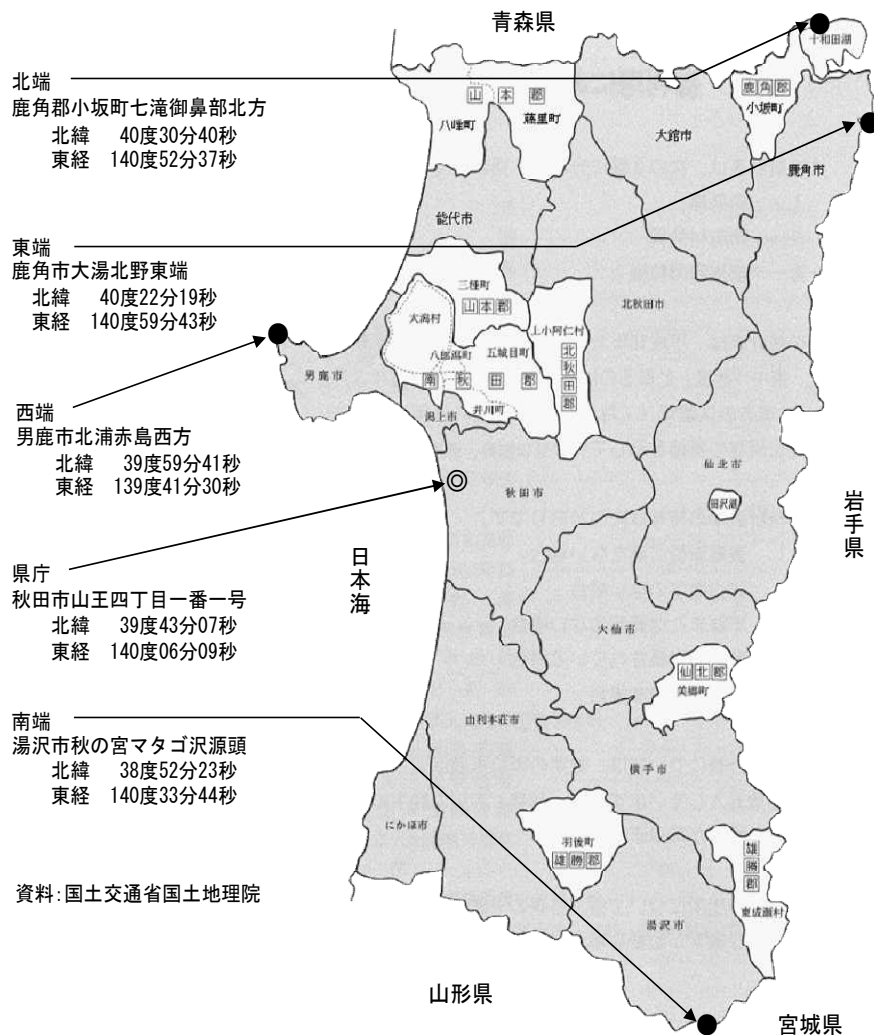 青森県
北端
鹿角郡小坂町七滝御鼻部北方
北緯 40度30分40秒
東経 140度52分37秒
東端
鹿角市大湯北野東端
北緯 40度22分19秒
東経 140度59分43秒
西端
男鹿市北浦赤島西方
北緯 39度59分41秒
東経 139度41分30秒
県庁
秋田市山王四丁目一番一号
北緯 39度43分07秒
東経 140度06分09秒
南端
湯沢市秋の宮マタゴ沢源頭
北緯 38度52分23秒
東経 140度33分44秒
資料:国土交通省国土地理院
十和田湖
鹿角郡
小坂町
山本郡
八峰町
藤里町
大館市
鹿角市
能代市
三種町
山本郡
北秋田市
大潟村
上小阿仁村
北秋田郡
八郎潟町
五城目町
南秋田郡
男鹿市
井川町
潟上市
仙北市
秋田市
田沢湖
岩手県
日本海
大仙市
仙北郡
美郷町
由利本荘市
横手市
にかほ市
羽後町
雄勝郡
雄勝郡
東成瀬村
湯沢市
山形県
宮城県